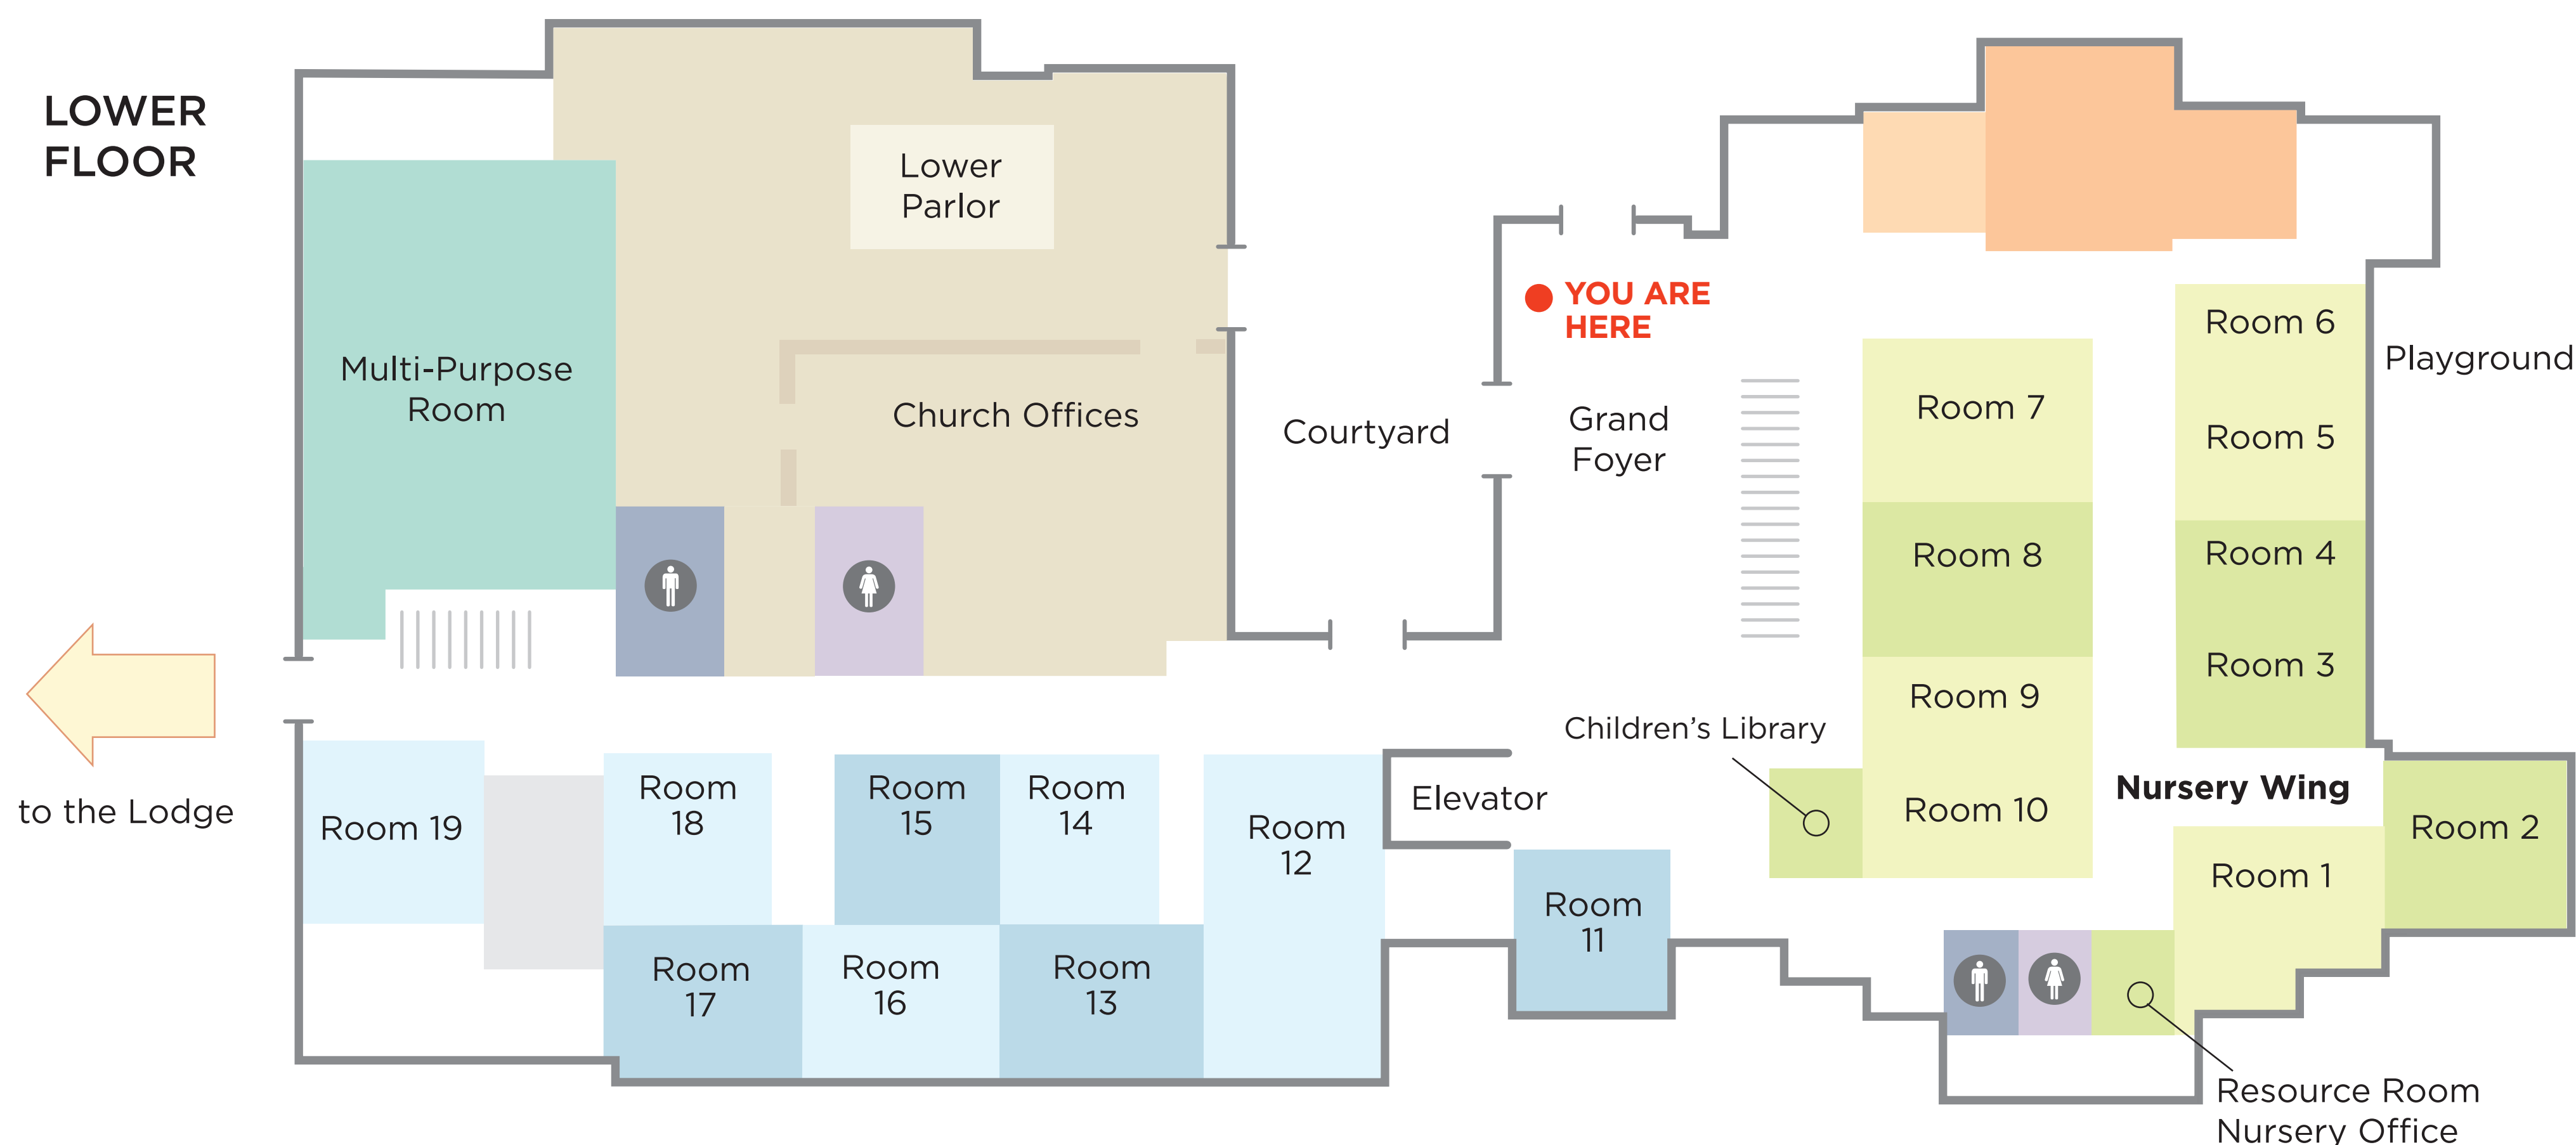 LOWER
FLOOR
Lower
Parlor
YOU ARE
HERE
Multi-Purpose
Room
Church Offices
Courtyard
Grand
Foyer
Room 7
Room 8
Room 9
Room 10
Room 6
Room 5
Room 4
Room 3
Playground
Children's Library
Nursery Wing
Room 2
Room 1
to the Lodge
Room 19
Room
18
Room
15
Room
14
Room
12
Elevator
Room
11
Room
17
Room
16
Room
13
Resource Room
Nursery Office